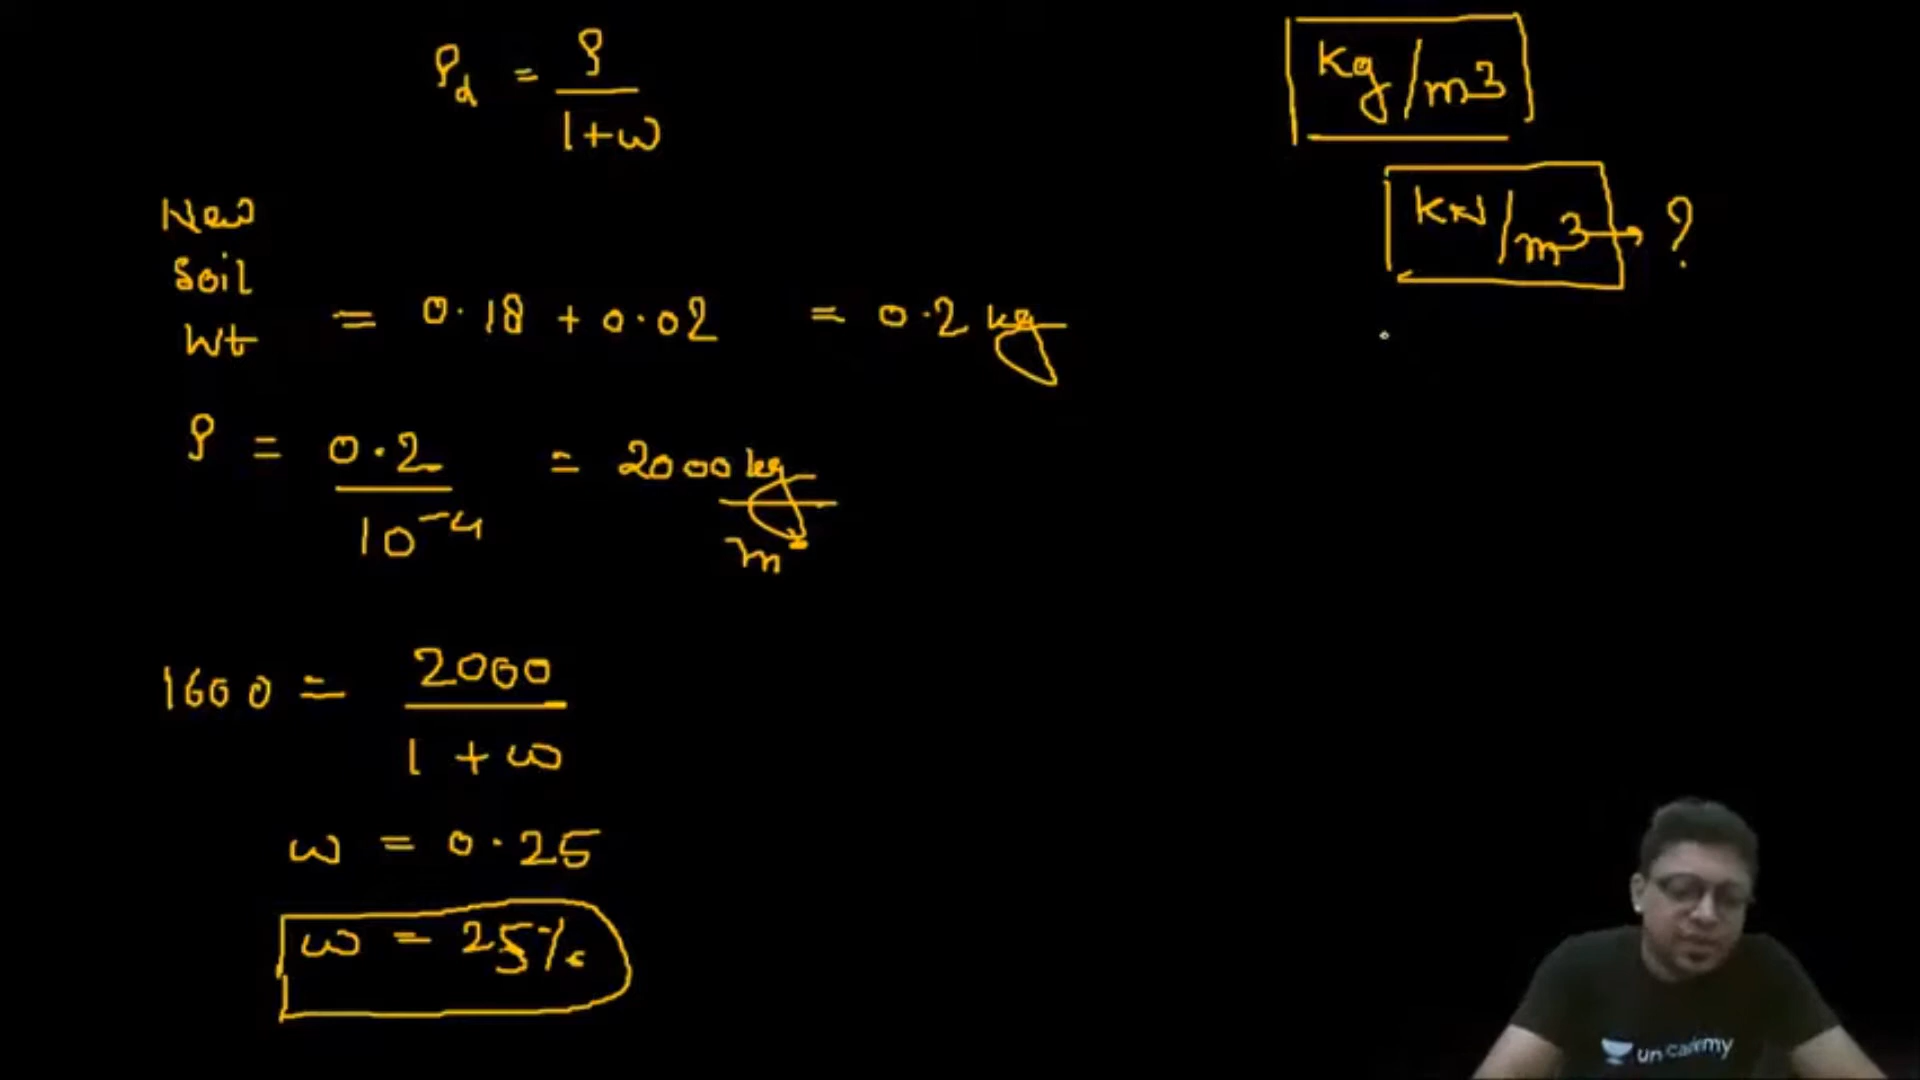 ρd = ρ / 1+w
New
Soil
Wt = 0.18 + 0.02 = 0.2 kg
ρ = 0.2 / 10^-4 = 2000 kg / m³
1600 = 2000 / 1 + w
w = 0.25
w = 25%
kg/m3
kN/m3 → ?
unacademy